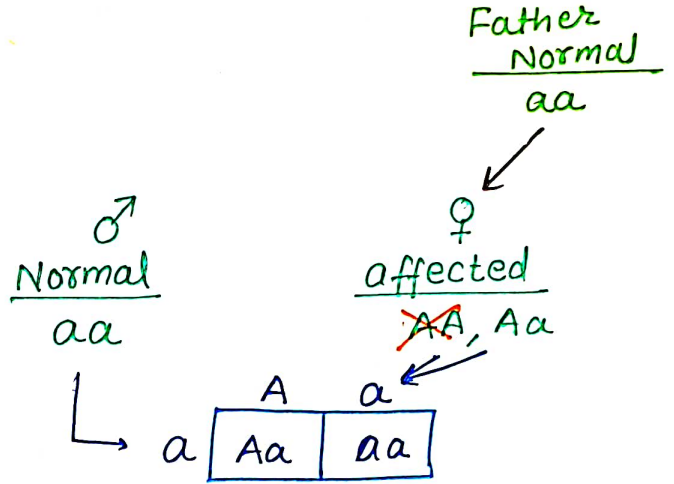 Father
Normal
aa
♂
Normal
aa
♀
affected
AA, Aa
A a
a Aa aa